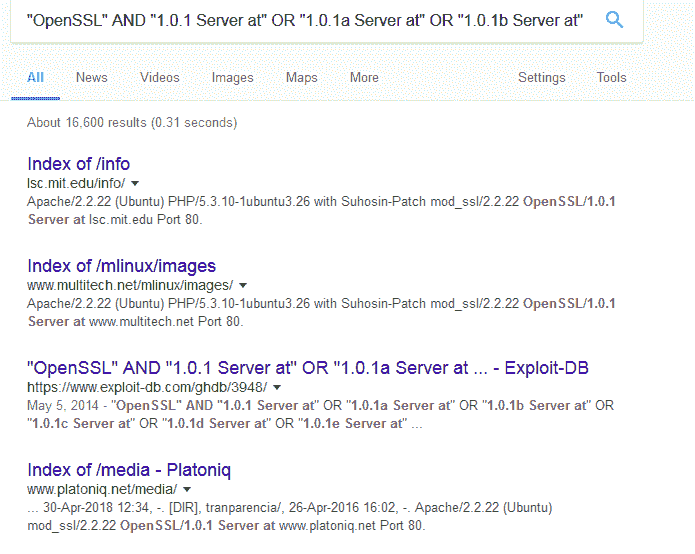 "OpenSSL" AND "1.0.1 Server at" OR "1.0.1a Server at" OR "1.0.1b Server at"
All News Videos Images Maps More Settings Tools
About 16,600 results (0.31 seconds)
Index of /info
lsc.mit.edu/info/
Apache/2.2.22 (Ubuntu) PHP/5.3.10-1ubuntu3.26 with Suhosin-Patch mod_ssl/2.2.22 OpenSSL/1.0.1
Server at lsc.mit.edu Port 80.
Index of /mlinux/images
www.multitech.net/mlinux/images/
Apache/2.2.22 (Ubuntu) PHP/5.3.10-1ubuntu3.26 with Suhosin-Patch mod_ssl/2.2.22 OpenSSL/1.0.1
Server at www.multitech.net Port 80.
"OpenSSL" AND "1.0.1 Server at" OR "1.0.1a Server at ... - Exploit-DB
https://www.exploit-db.com/ghdb/3948/
May 5, 2014 - "OpenSSL" AND "1.0.1 Server at" OR "1.0.1a Server at" OR "1.0.1b Server at" OR
"1.0.1c Server at" OR "1.0.1d Server at" OR "1.0.1e Server at" ...
Index of /media - Platoniq
www.platoniq.net/media/
... 30-Apr-2018 12:34, -. [DIR], tranparencia/, 26-Apr-2016 16:02, -. Apache/2.2.22 (Ubuntu)
mod_ssl/2.2.22 OpenSSL/1.0.1 Server at www.platoniq.net Port 80.